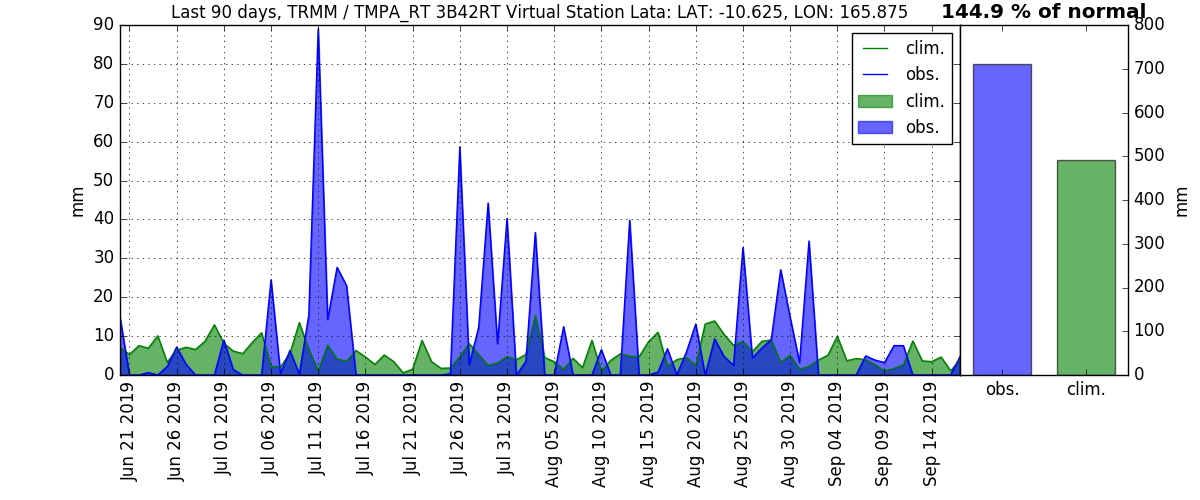 Last 90 days, TRMM / TMPA_RT 3B42RT Virtual Station Lata: LAT: -10.625, LON: 165.875
144.9 % of normal
90
80
70
60
50
40
30
20
10
0
mm
clim.
obs.
clim.
obs.
Jun 21 2019
Jun 26 2019
Jul 01 2019
Jul 06 2019
Jul 11 2019
Jul 16 2019
Jul 21 2019
Jul 26 2019
Jul 31 2019
Aug 05 2019
Aug 10 2019
Aug 15 2019
Aug 20 2019
Aug 25 2019
Aug 30 2019
Sep 04 2019
Sep 09 2019
Sep 14 2019
800
700
600
500
400
300
200
100
0
mm
obs.
clim.